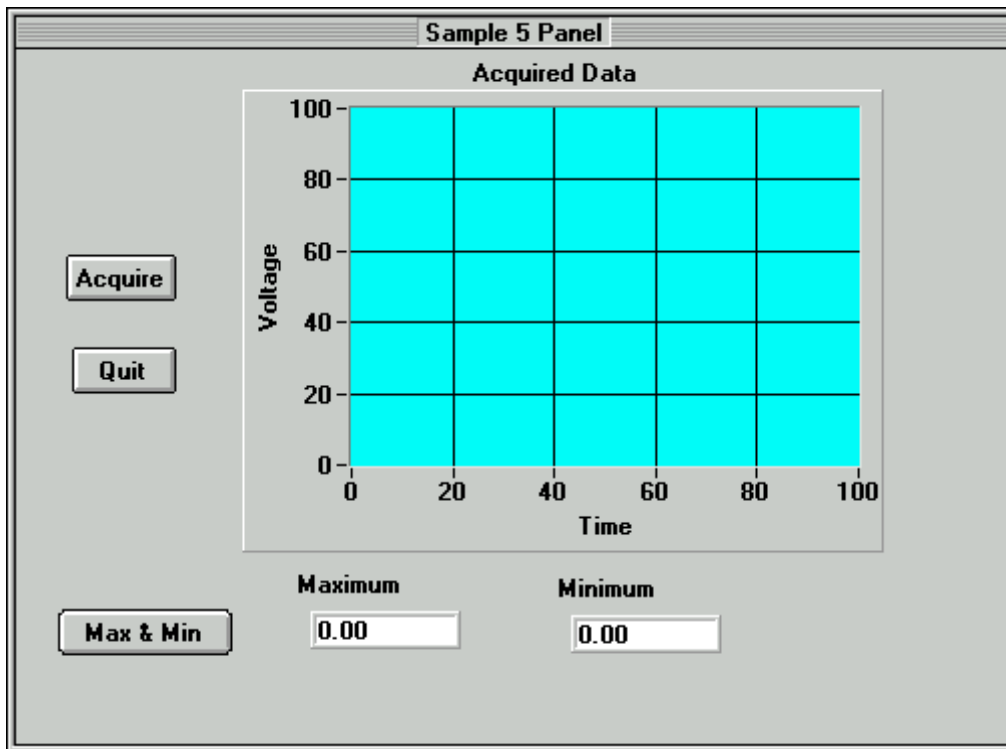 Sample 5 Panel
Acquired Data
100
80
60
40
20
0
Voltage
0 20 40 60 80 100
Time
Acquire
Quit
Maximum Minimum
Max & Min 0.00 0.00